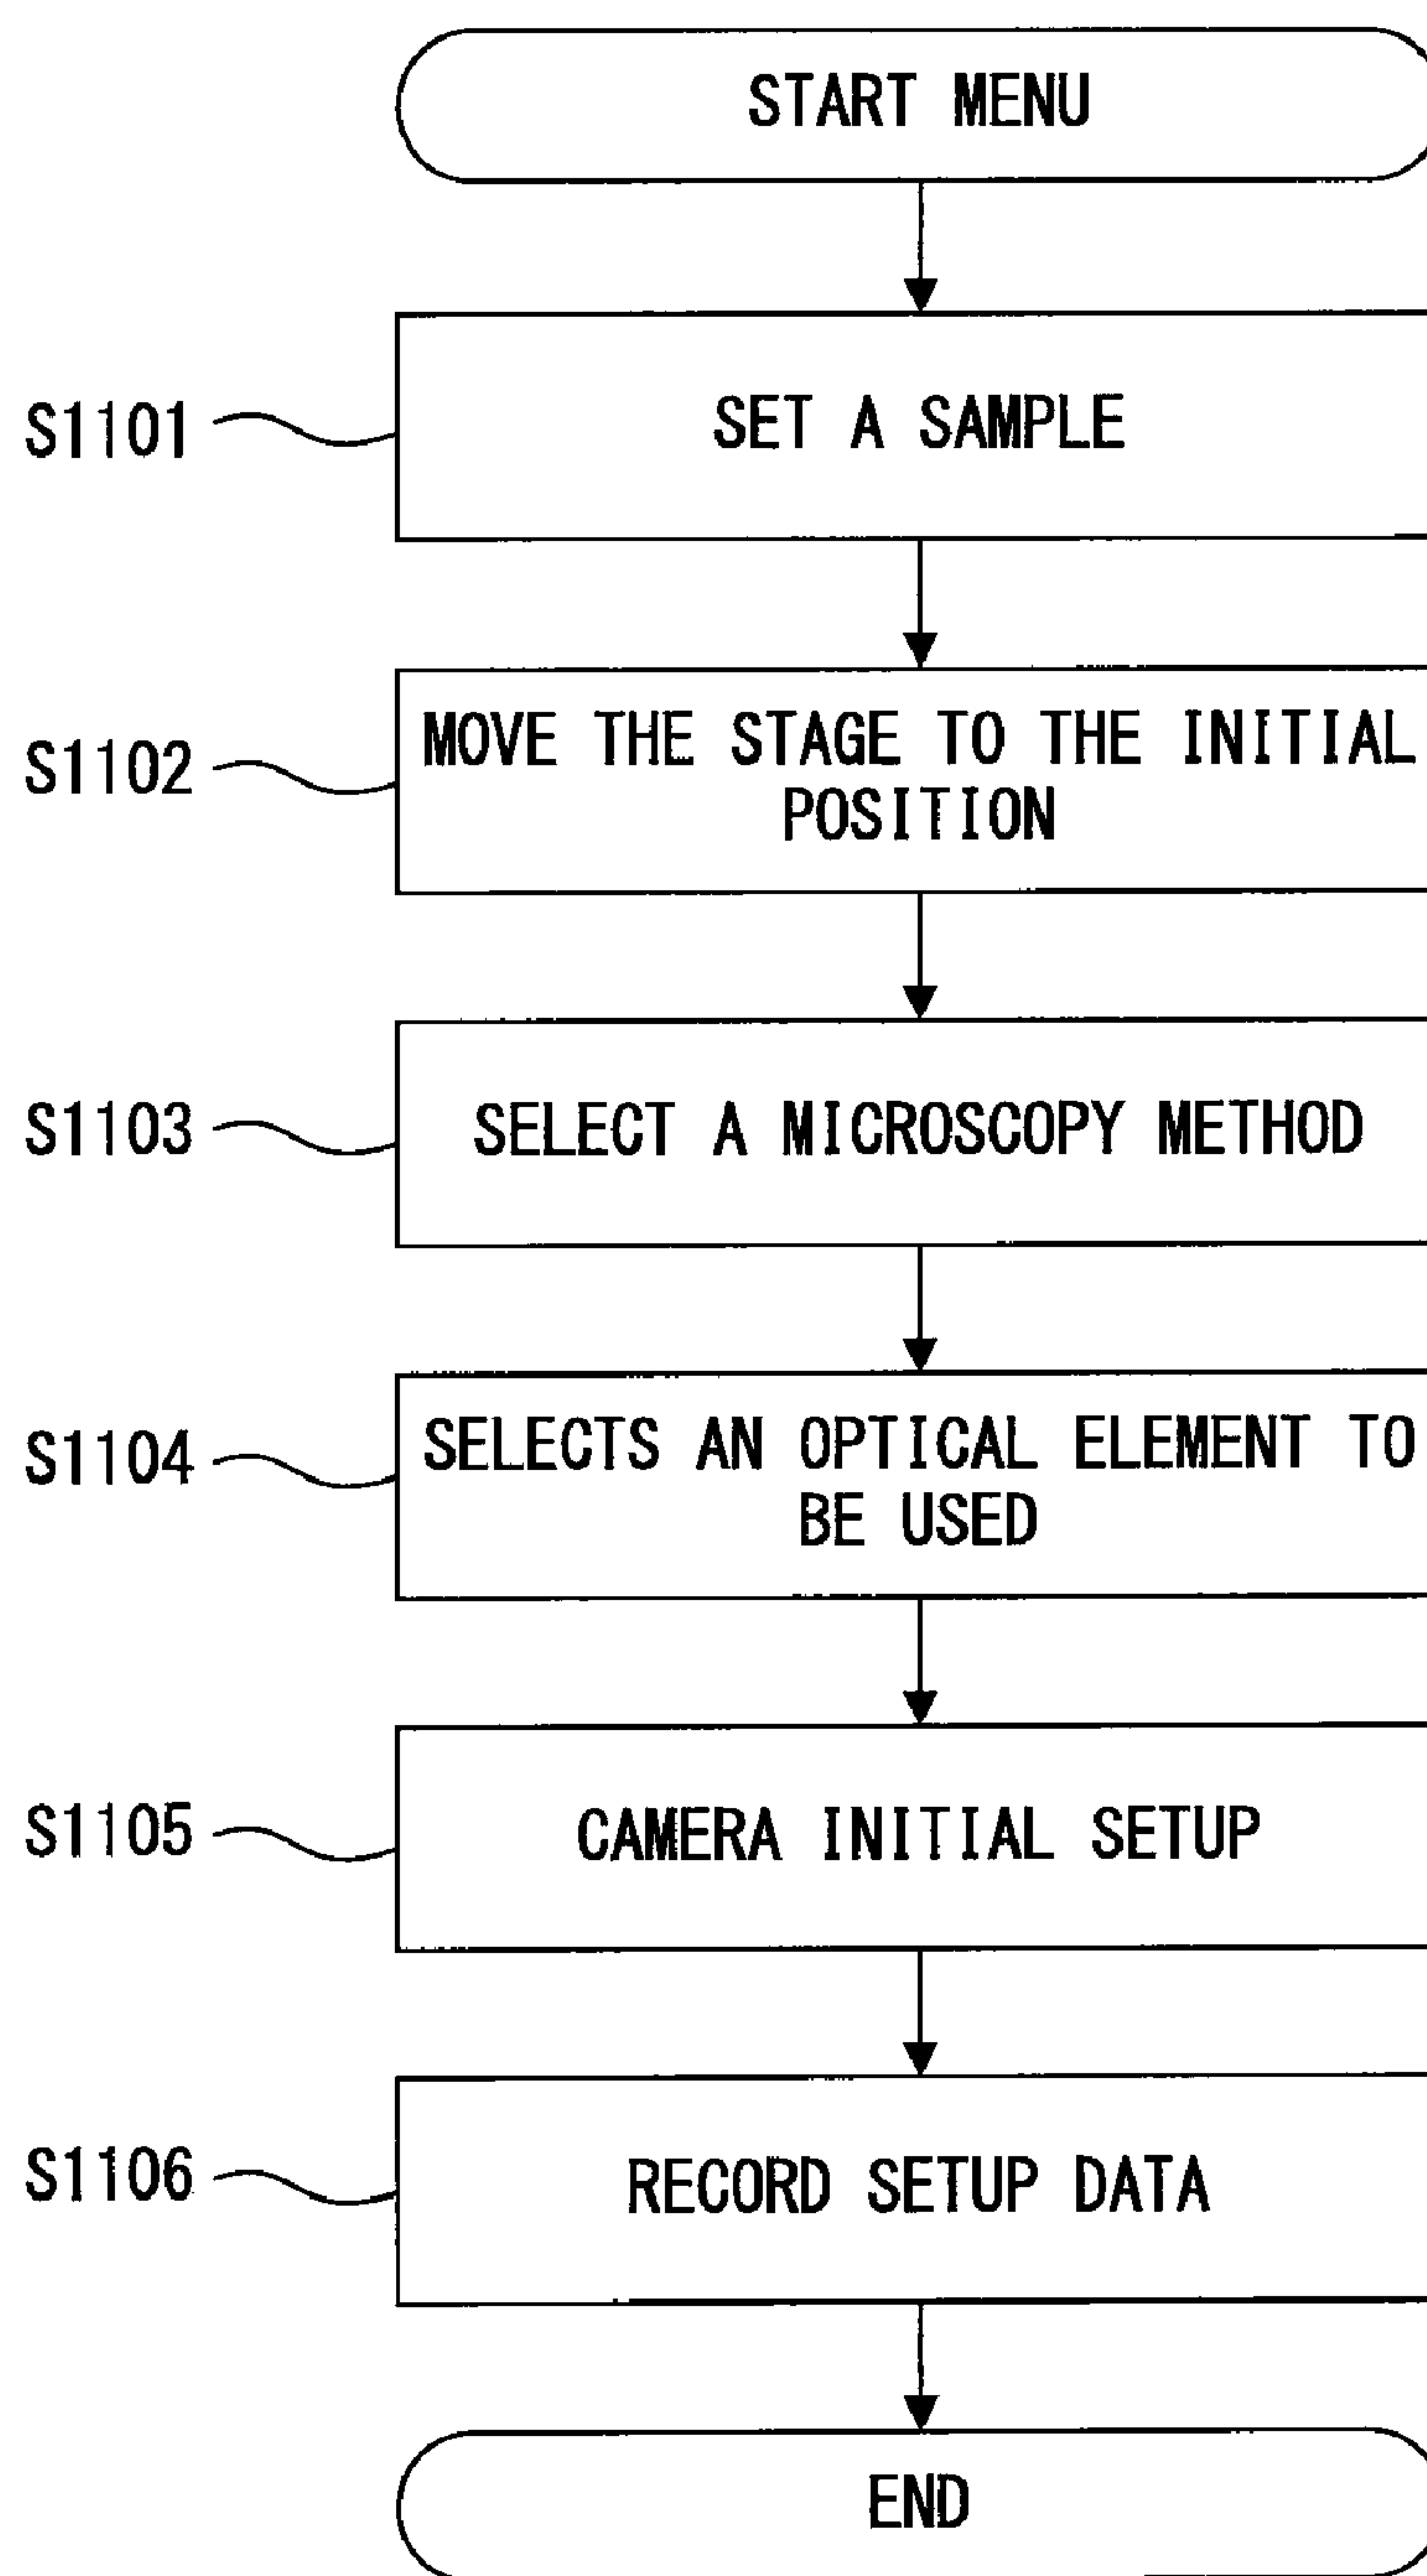 START MENU
S1101
SET A SAMPLE
S1102
MOVE THE STAGE TO THE INITIAL
POSITION
S1103
SELECT A MICROSCOPY METHOD
S1104
SELECTS AN OPTICAL ELEMENT TO
BE USED
S1105
CAMERA INITIAL SETUP
S1106
RECORD SETUP DATA
END